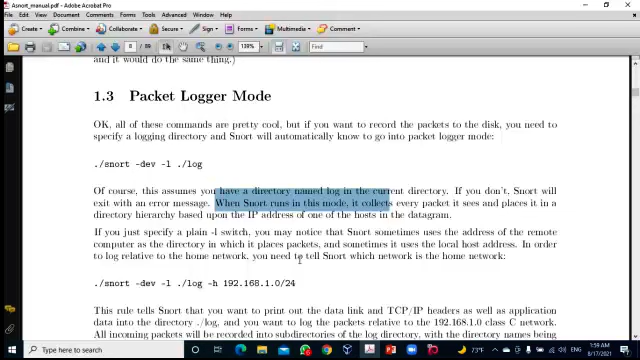 Asnort_manual.pdf - Adobe Acrobat Pro
File Edit View Window Help
Create Combine Collaborate Secure Sign Forms Multimedia Comment
8 / 89 138% Find
and it would do the same thing.)
1.3 Packet Logger Mode
OK, all of these commands are pretty cool, but if you want to record the packets to the disk, you need to
specify a logging directory and Snort will automatically know to go into packet logger mode:
./snort -dev -l ./log
Of course, this assumes you have a directory named log in the current directory. If you don't, Snort will
exit with an error message. When Snort runs in this mode, it collects every packet it sees and places it in a
directory hierarchy based upon the IP address of one of the hosts in the datagram.
If you just specify a plain -l switch, you may notice that Snort sometimes uses the address of the remote
computer as the directory in which it places packets, and sometimes it uses the local host address. In order
to log relative to the home network, you need to tell Snort which network is the home network:
./snort -dev -l ./log -h 192.168.1.0/24
This rule tells Snort that you want to print out the data link and TCP/IP headers as well as application
data into the directory ./log, and you want to log the packets relative to the 192.168.1.0 class C network.
All incoming packets will be recorded into subdirectories of the log directory, with the directory names being
Type here to search
73°F
1:59 AM
8/17/2021